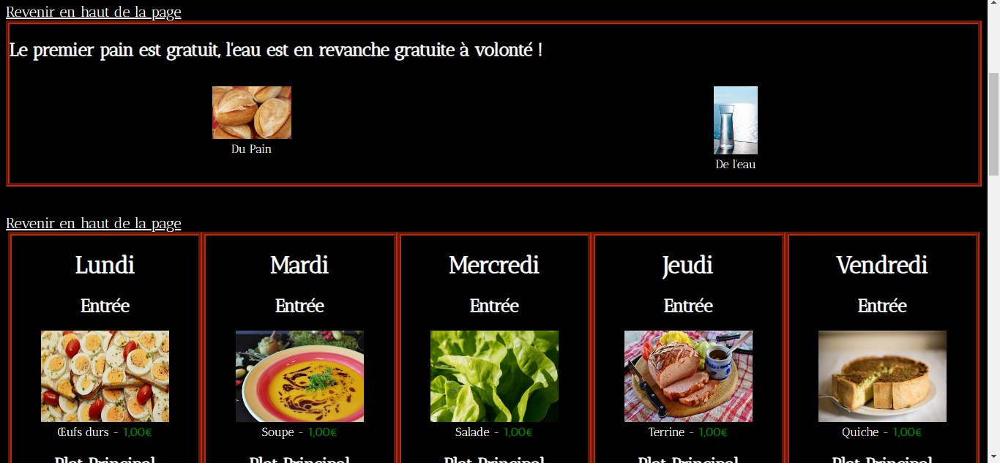 Revenir en haut de la page
Le premier pain est gratuit, l'eau est en revanche gratuite à volonté !
Du Pain
De l'eau
Revenir en haut de la page
Lundi Mardi Mercredi Jeudi Vendredi
Entrée Entrée Entrée Entrée Entrée
Œufs durs - 1,00€ Soupe - 1,00€ Salade - 1,00€ Terrine - 1,00€ Quiche - 1,00€
Plat Principal Plat Principal Plat Principal Plat Principal Plat Principal